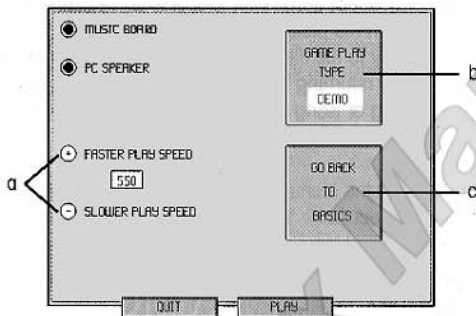 MUSIC BOARD
PC SPEAKER
GAME PLAY
TYPE
DEMO
b
a
+ FASTER PLAY SPEED
550
- SLOWER PLAY SPEED
GO BACK
TO
BASICS
c
QUIT
PLAY